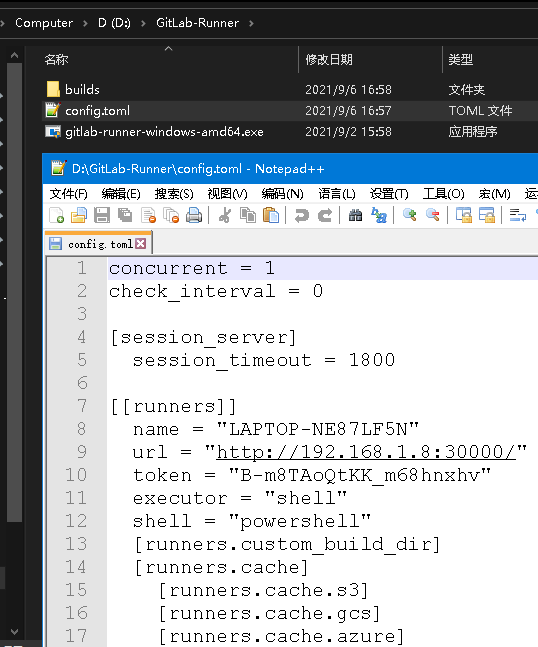 Computer > D (D:) > GitLab-Runner >
名称 修改日期 类型
builds 2021/9/6 16:58 文件夹
config.toml 2021/9/6 16:57 TOML 文件
gitlab-runner-windows-amd64.exe 2021/9/2 15:58 应用程序
D:\GitLab-Runner\config.toml - Notepad++
文件(F) 编辑(E) 搜索(S) 视图(V) 编码(N) 语言(L) 设置(T) 工具(O) 宏(M)
config.toml
1 concurrent = 1
2 check_interval = 0
3
4 [session_server]
5 session_timeout = 1800
6
7 [[runners]]
8 name = "LAPTOP-NE87LF5N"
9 url = "http://192.168.1.8:30000/"
10 token = "B-m8TAoQtKK_m68hnxhv"
11 executor = "shell"
12 shell = "powershell"
13 [runners.custom_build_dir]
14 [runners.cache]
15 [runners.cache.s3]
16 [runners.cache.gcs]
17 [runners.cache.azure]